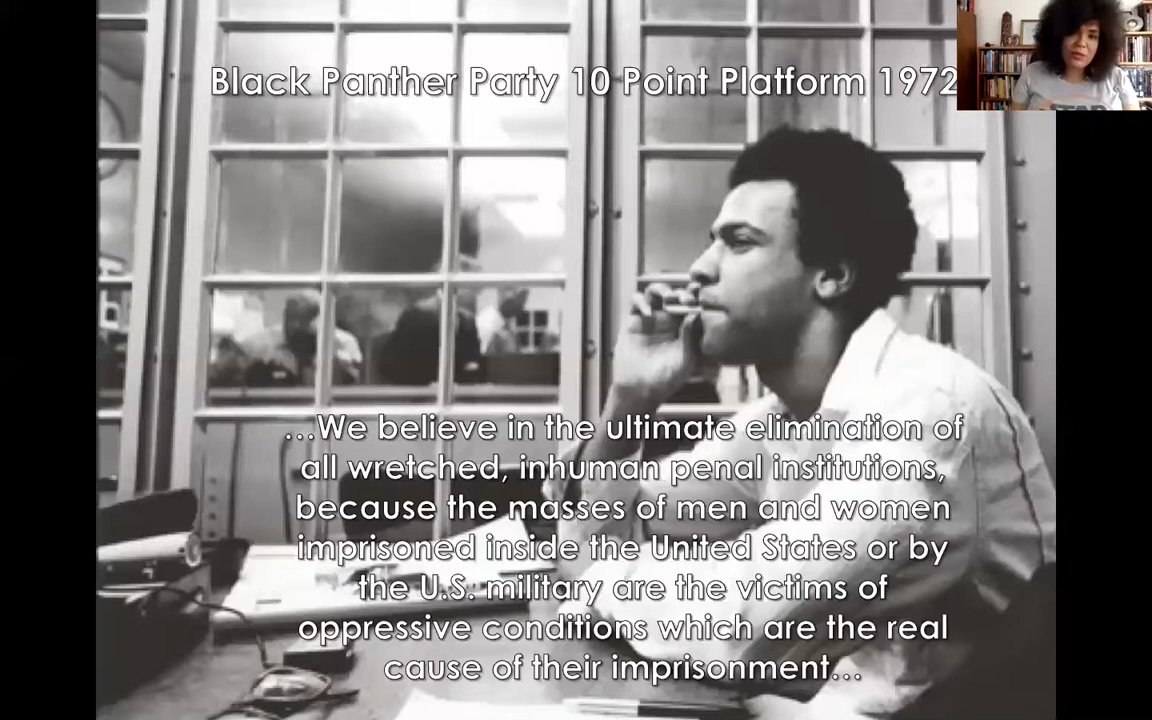 Black Panther Party 10 Point Platform 1972
...We believe in the ultimate elimination of
all wretched, inhuman penal institutions,
because the masses of men and women
imprisoned inside the United States or by
the U.S. military are the victims of
oppressive conditions which are the real
cause of their imprisonment...